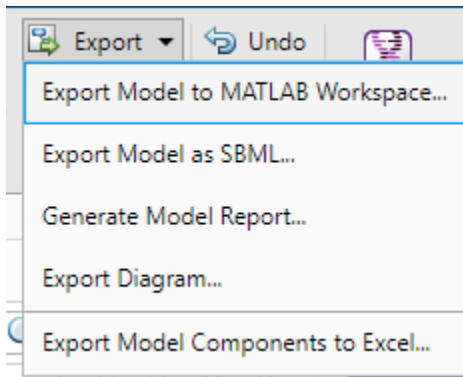 Export Undo
Export Model to MATLAB Workspace...
Export Model as SBML...
Generate Model Report...
Export Diagram...
Export Model Components to Excel...